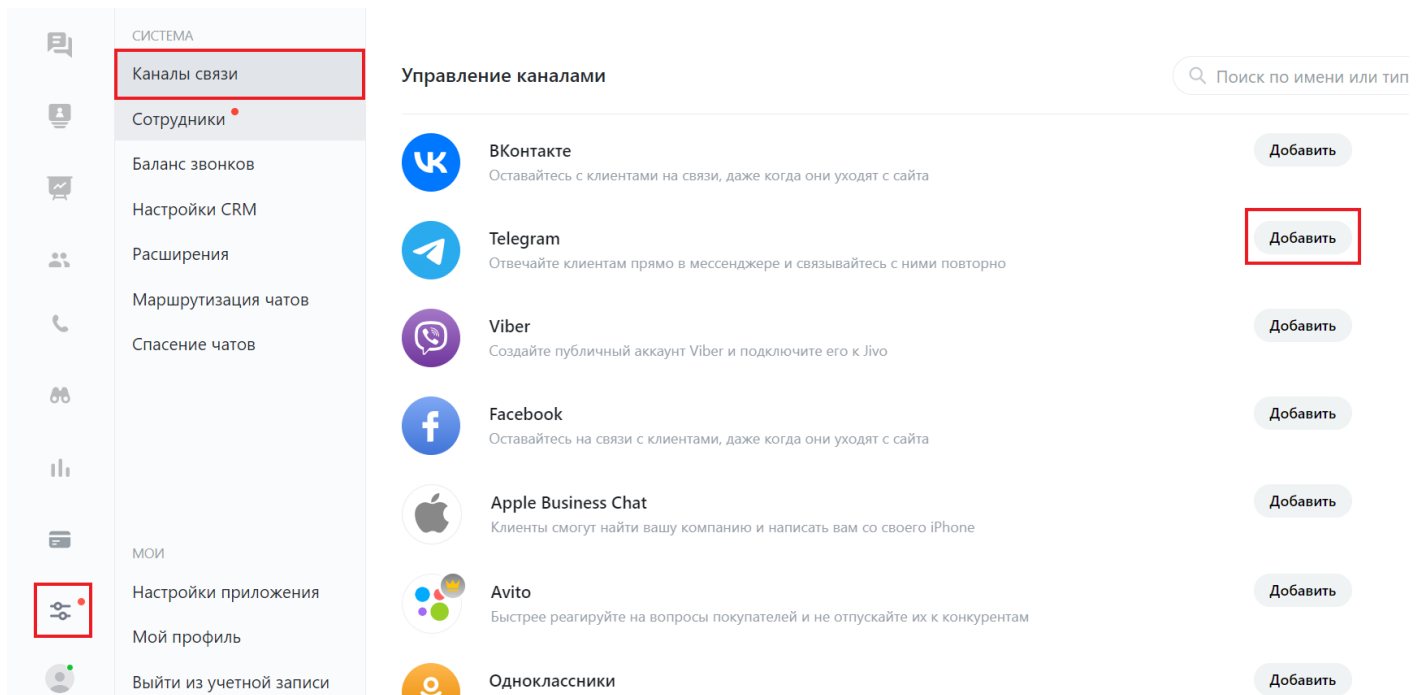 СИСТЕМА
Каналы связи
Сотрудники
Баланс звонков
Настройки CRM
Расширения
Маршрутизация чатов
Спасение чатов
МОИ
Настройки приложения
Мой профиль
Выйти из учетной записи
Управление каналами
Поиск по имени или тип
ВКонтакте
Оставайтесь с клиентами на связи, даже когда они уходят с сайта
Добавить
Telegram
Отвечайте клиентам прямо в мессенджере и связывайтесь с ними повторно
Добавить
Viber
Создайте публичный аккаунт Viber и подключите его к Jivo
Добавить
Facebook
Оставайтесь на связи с клиентами, даже когда они уходят с сайта
Добавить
Apple Business Chat
Клиенты смогут найти вашу компанию и написать вам со своего iPhone
Добавить
Avito
Быстрее реагируйте на вопросы покупателей и не отпускайте их к конкурентам
Добавить
Одноклассники
Добавить